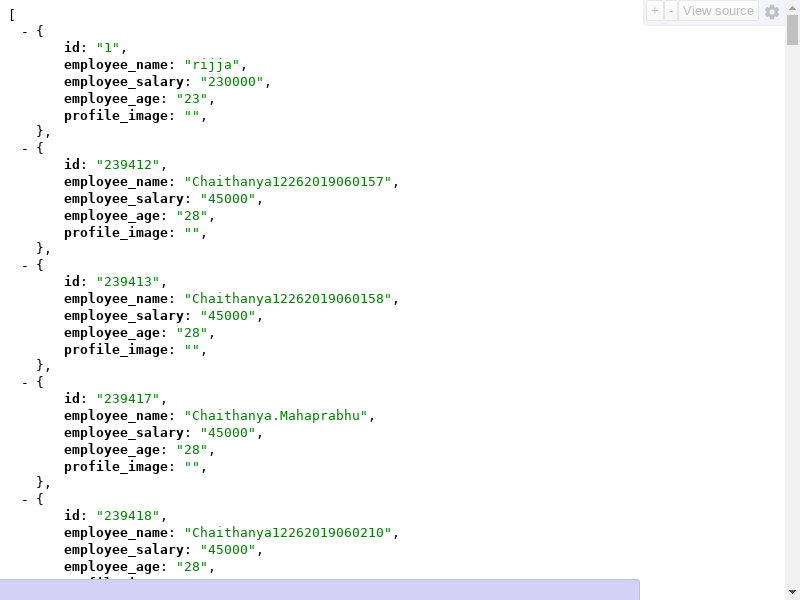 + - View source
[
- {
id: "1",
employee_name: "rijja",
employee_salary: "230000",
employee_age: "23",
profile_image: "",
},
- {
id: "239412",
employee_name: "Chaithanya12262019060157",
employee_salary: "45000",
employee_age: "28",
profile_image: "",
},
- {
id: "239413",
employee_name: "Chaithanya12262019060158",
employee_salary: "45000",
employee_age: "28",
profile_image: "",
},
- {
id: "239417",
employee_name: "Chaithanya.Mahaprabhu",
employee_salary: "45000",
employee_age: "28",
profile_image: "",
},
- {
id: "239418",
employee_name: "Chaithanya12262019060210",
employee_salary: "45000",
employee_age: "28",